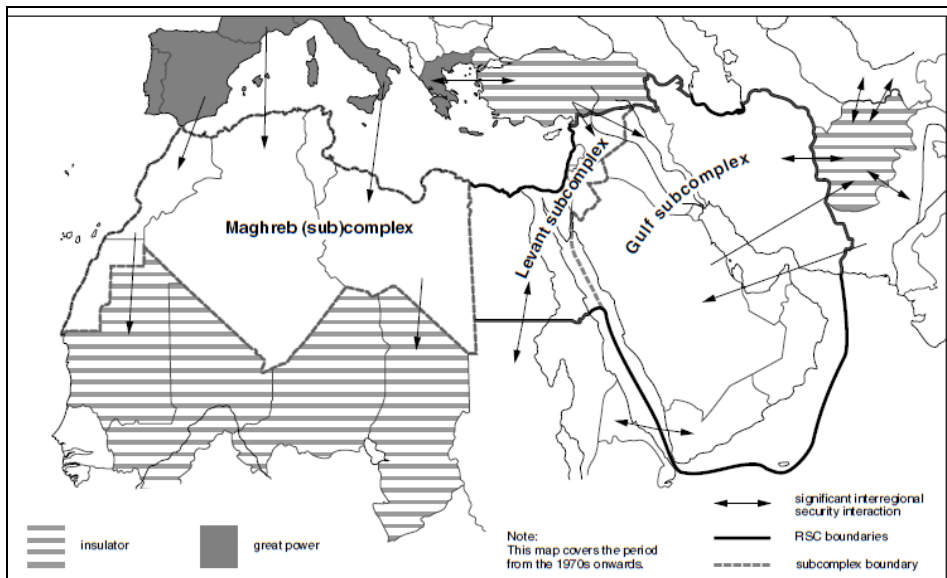 Maghreb (sub)complex
Levant subcomplex
Gulf subcomplex
insulator
great power
Note:
This map covers the period
from the 1970s onwards.
significant interregional
security interaction
RSC boundaries
subcomplex boundary